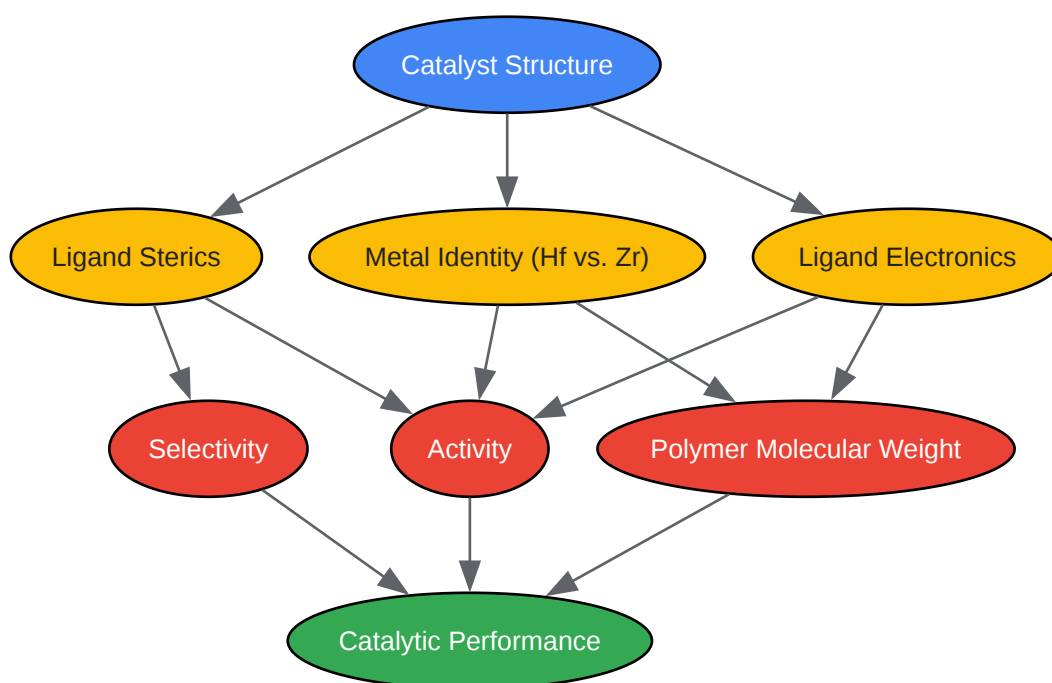 Catalyst Structure
Ligand Sterics
Metal Identity (Hf vs. Zr)
Ligand Electronics
Selectivity
Activity
Polymer Molecular Weight
Catalytic Performance